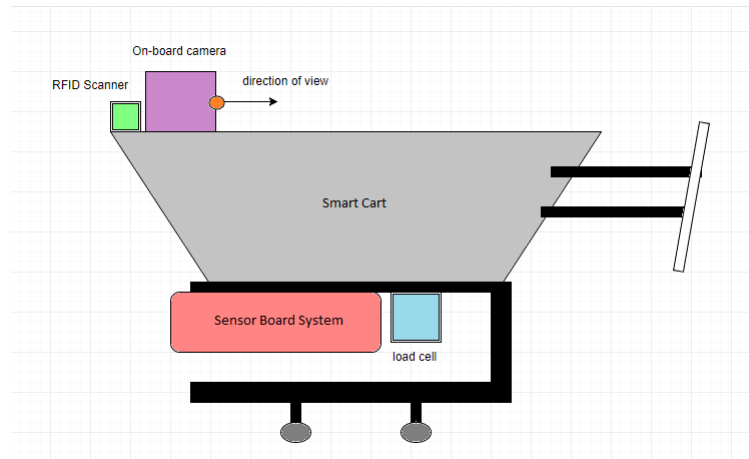 On-board camera
RFID Scanner
direction of view
Smart Cart
Sensor Board System
load cell